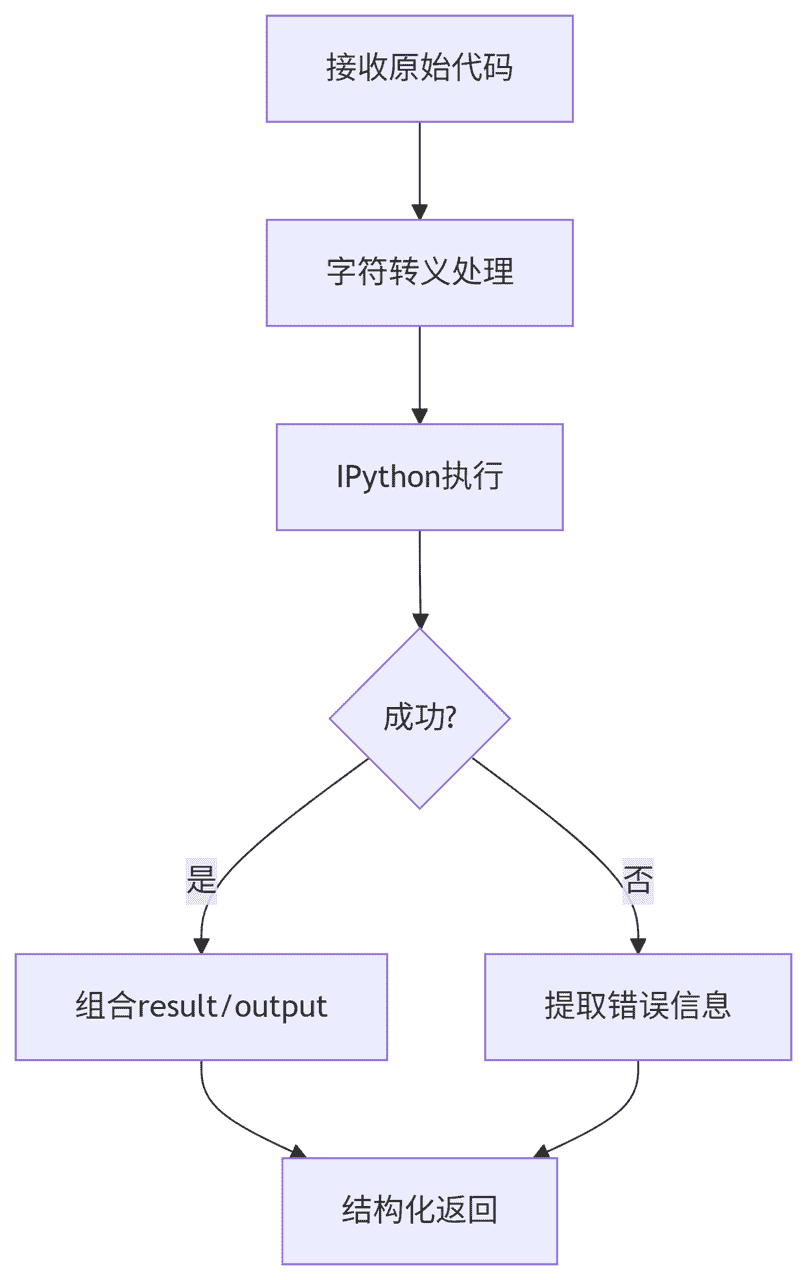 接收原始代码
字符转义处理
IPython执行
成功?
是
否
组合result/output
提取错误信息
结构化返回